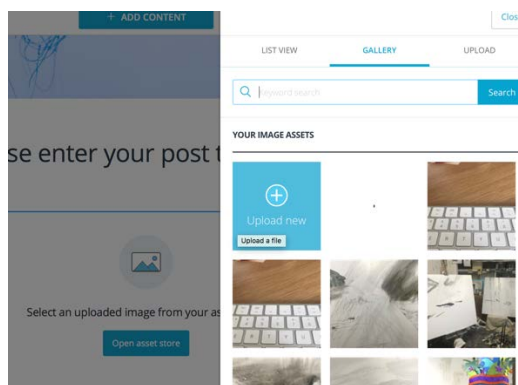 + ADD CONTENT
Clos
LIST VIEW
GALLERY
UPLOAD
keyword search
Search
YOUR IMAGE ASSETS
se enter your post t
Upload new
Upload a file
Select an uploaded image from your as
Open asset store